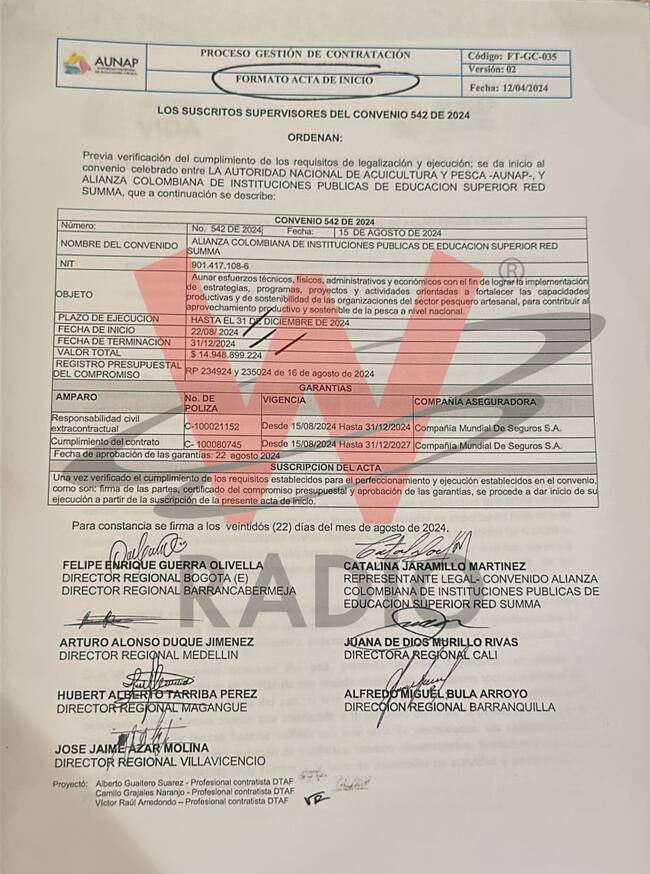 AUNAP
PROCESO GESTIÓN DE CONTRATACIÓN
FORMATO ACTA DE INICIO
Código: FT-GC-035
Versión: 02
Fecha: 12/04/2024
LOS SUSCRITOS SUPERVISORES DEL CONVENIO 542 DE 2024
ORDENAN:
Previa verificación del cumplimiento de los requisitos de legalización y ejecución; se da inicio al
convenio celebrado entre LA AUTORIDAD NACIONAL DE ACUICULTURA Y PESCA -AUNAP-, Y
ALIANZA COLOMBIANA DE INSTITUCIONES PUBLICAS DE EDUCACION SUPERIOR RED
SUMMA, que a continuación se describe:
CONVENIO 542 DE 2024
Número: No. 542 DE 2024 Fecha: 15 DE AGOSTO DE 2024
NOMBRE DEL CONVENIDO ALIANZA COLOMBIANA DE INSTITUCIONES PUBLICAS DE EDUCACION SUPERIOR RED
SUMMA
NIT 901.417.108-6
OBJETO Aunar esfuerzos técnicos, físicos, administrativos y económicos con el fin de lograr la implementación
de estrategias, programas, proyectos y actividades orientadas a fortalecer las capacidades
productivas y de sostenibilidad de las organizaciones del sector pesquero artesanal, para contribuir al
aprovechamiento productivo y sostenible de la pesca a nivel nacional.
PLAZO DE EJECUCIÓN HASTA EL 31 DE DICIEMBRE DE 2024
FECHA DE INICIO 22/08/ 2024
FECHA DE TERMINACIÓN 31/12/2024
VALOR TOTAL $ 14.948.899.224
REGISTRO PRESUPUESTAL
DEL COMPROMISO RP 234924 y 235024 de 16 de agosto de 2024
GARANTIAS
AMPARO No. DE
POLIZA VIGENCIA COMPAÑÍA ASEGURADORA
Responsabilidad civil
extracontractual C-100021152 Desde 15/08/2024 Hasta 31/12/2024 Compañía Mundial De Seguros S.A.
Cumplimiento del contrato C- 100080745 Desde 15/08/2024 Hasta 31/12/2027 Compañía Mundial De Seguros S.A.
Fecha de aprobación de las garantías: 22 agosto 2024
SUSCRIPCIÓN DEL ACTA
Una vez verificado el cumplimiento de los requisitos establecidos para el perfeccionamiento y ejecución establecidos en el convenio,
como son: firma de las partes, certificado del compromiso presupuestal y aprobación de las garantías, se procede a dar inicio de su
ejecución a partir de la suscripción de la presente acta de inicio.
Para constancia se firma a los veintidós (22) días del mes de agosto de 2024.
W
RADIO
®
FELIPE ENRIQUE GUERRA OLIVELLA
DIRECTOR REGIONAL BOGOTA (E)
DIRECTOR REGIONAL BARRANCABERMEJA
CATALINA JARAMILLO MARTINEZ
REPRESENTANTE LEGAL- CONVENIO ALIANZA
COLOMBIANA DE INSTITUCIONES PUBLICAS DE
EDUCACION SUPERIOR RED SUMMA
ARTURO ALONSO DUQUE JIMENEZ
DIRECTOR REGIONAL MEDELLIN
JUANA DE DIOS MURILLO RIVAS
DIRECTORA REGIONAL CALI
HUBERT ALBERTO TARRIBA PEREZ
DIRECTOR REGIONAL MAGANGUE
ALFREDO MIGUEL BULA ARROYO
DIRECCION REGIONAL BARRANQUILLA
JOSE JAIME AZAR MOLINA
DIRECTOR REGIONAL VILLAVICENCIO
Proyectó: Alberto Gualtero Suarez - Profesional contratista DTAF
Camilo Grajales Naranjo - Profesional contratista DTAF
Víctor Raúl Arredondo – Profesional contratista DTAF